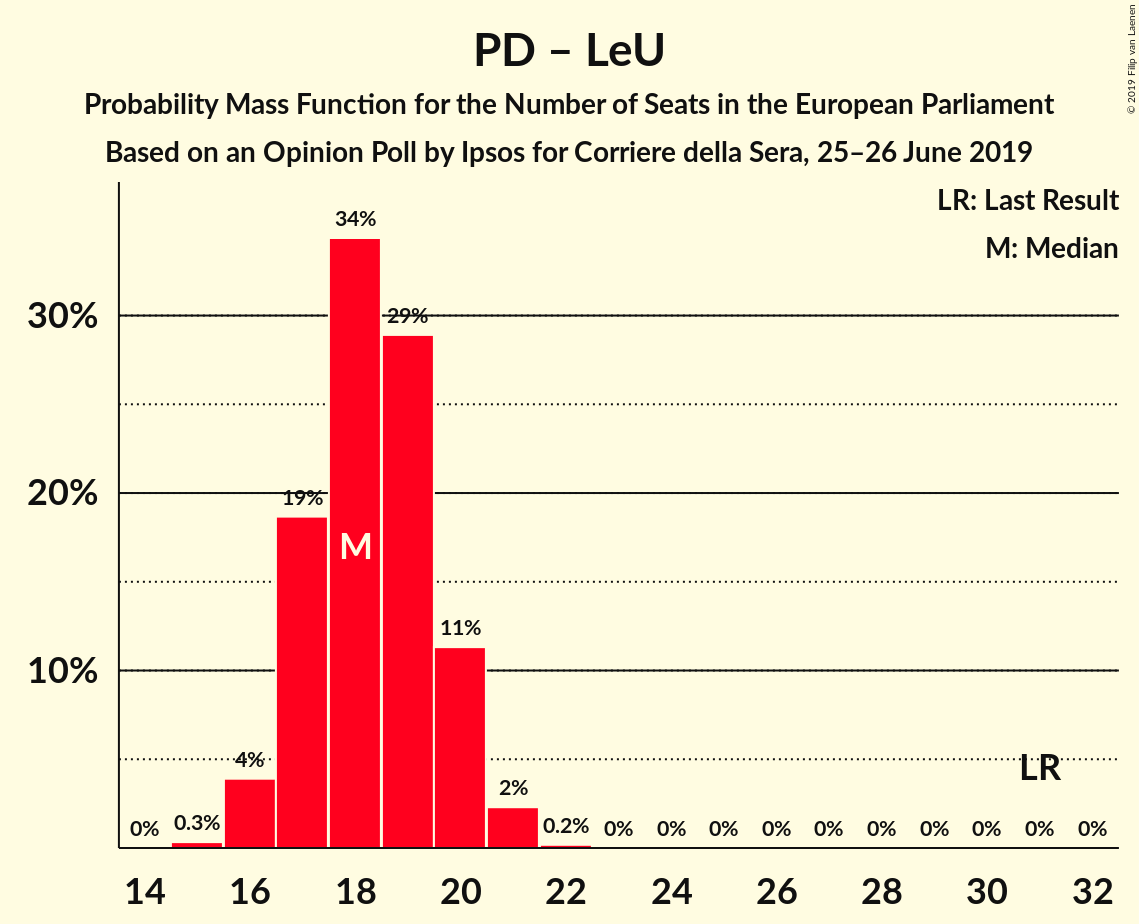 PD – LeU
Probability Mass Function for the Number of Seats in the European Parliament
Based on an Opinion Poll by Ipsos for Corriere della Sera, 25–26 June 2019
© 2019 Filip van Laenen
LR: Last Result
M: Median
30%
20%
10%
0%
0.3%
4%
19%
34%
29%
11%
2%
0.2%
0%
0%
0%
0%
0%
0%
0%
0%
0%
0%
M
LR
14 16 18 20 22 24 26 28 30 32